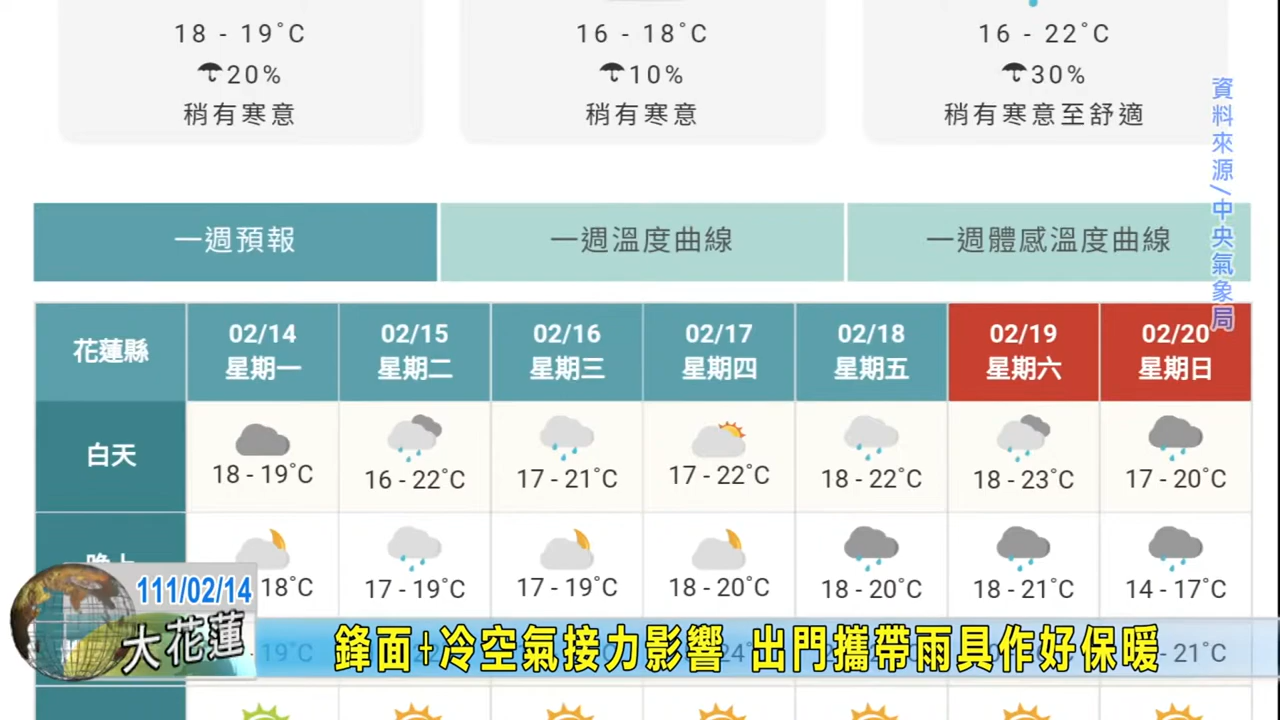 18 - 19°C
16 - 18°C
16 - 22°C
20%
10%
30%
稍有寒意
稍有寒意
稍有寒意至舒適
資料來源/中央氣象局
一週預報
一週溫度曲線
一週體感溫度曲線
花蓮縣
02/14
星期一
02/15
星期二
02/16
星期三
02/17
星期四
02/18
星期五
02/19
星期六
02/20
星期日
白天
18 - 19°C
16 - 22°C
17 - 21°C
17 - 22°C
18 - 22°C
18 - 23°C
17 - 20°C
晚上
18°C
17 - 19°C
17 - 19°C
18 - 20°C
18 - 20°C
18 - 21°C
14 - 17°C
111/02/14
大花蓮
鋒面+冷空氣接力影響 出門攜帶雨具作好保暖
19°C
21°C